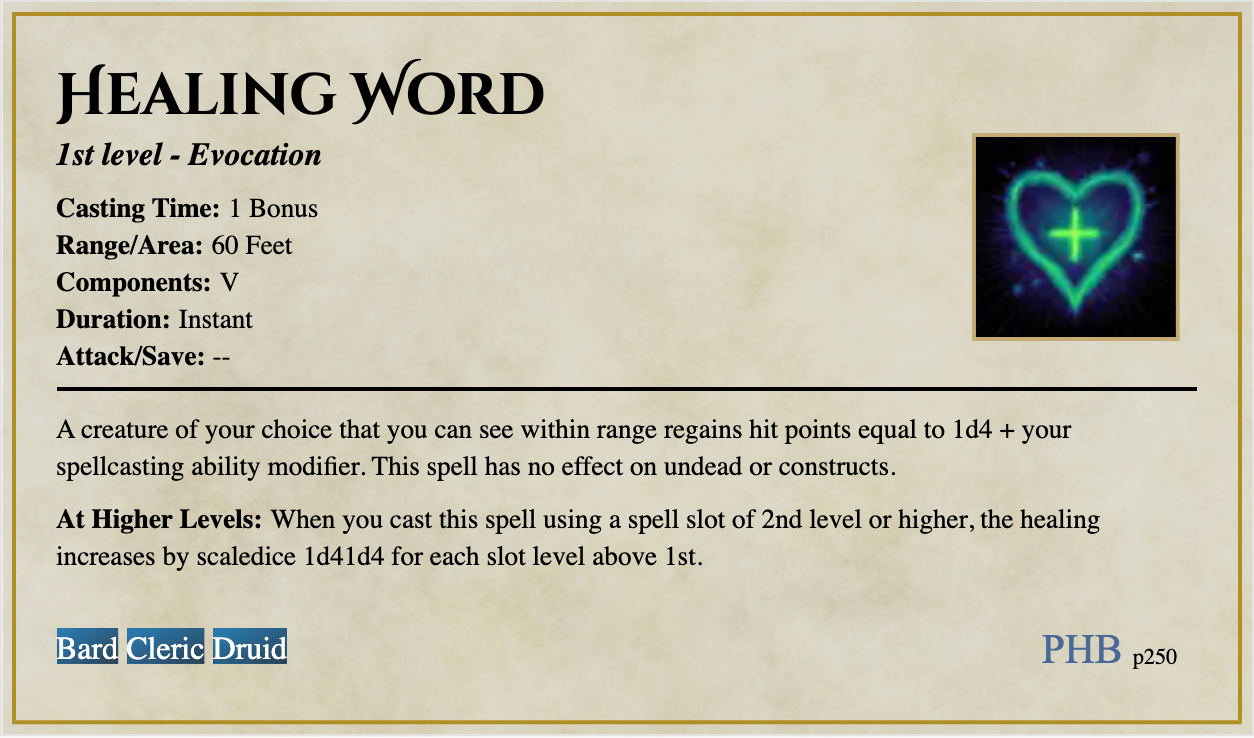 Healing Word
1st level - Evocation
Casting Time: 1 Bonus
Range/Area: 60 Feet
Components: V
Duration: Instant
Attack/Save: --
A creature of your choice that you can see within range regains hit points equal to 1d4 + your
spellcasting ability modifier. This spell has no effect on undead or constructs.
At Higher Levels: When you cast this spell using a spell slot of 2nd level or higher, the healing
increases by scaledice 1d41d4 for each slot level above 1st.
Bard Cleric Druid
PHB p250